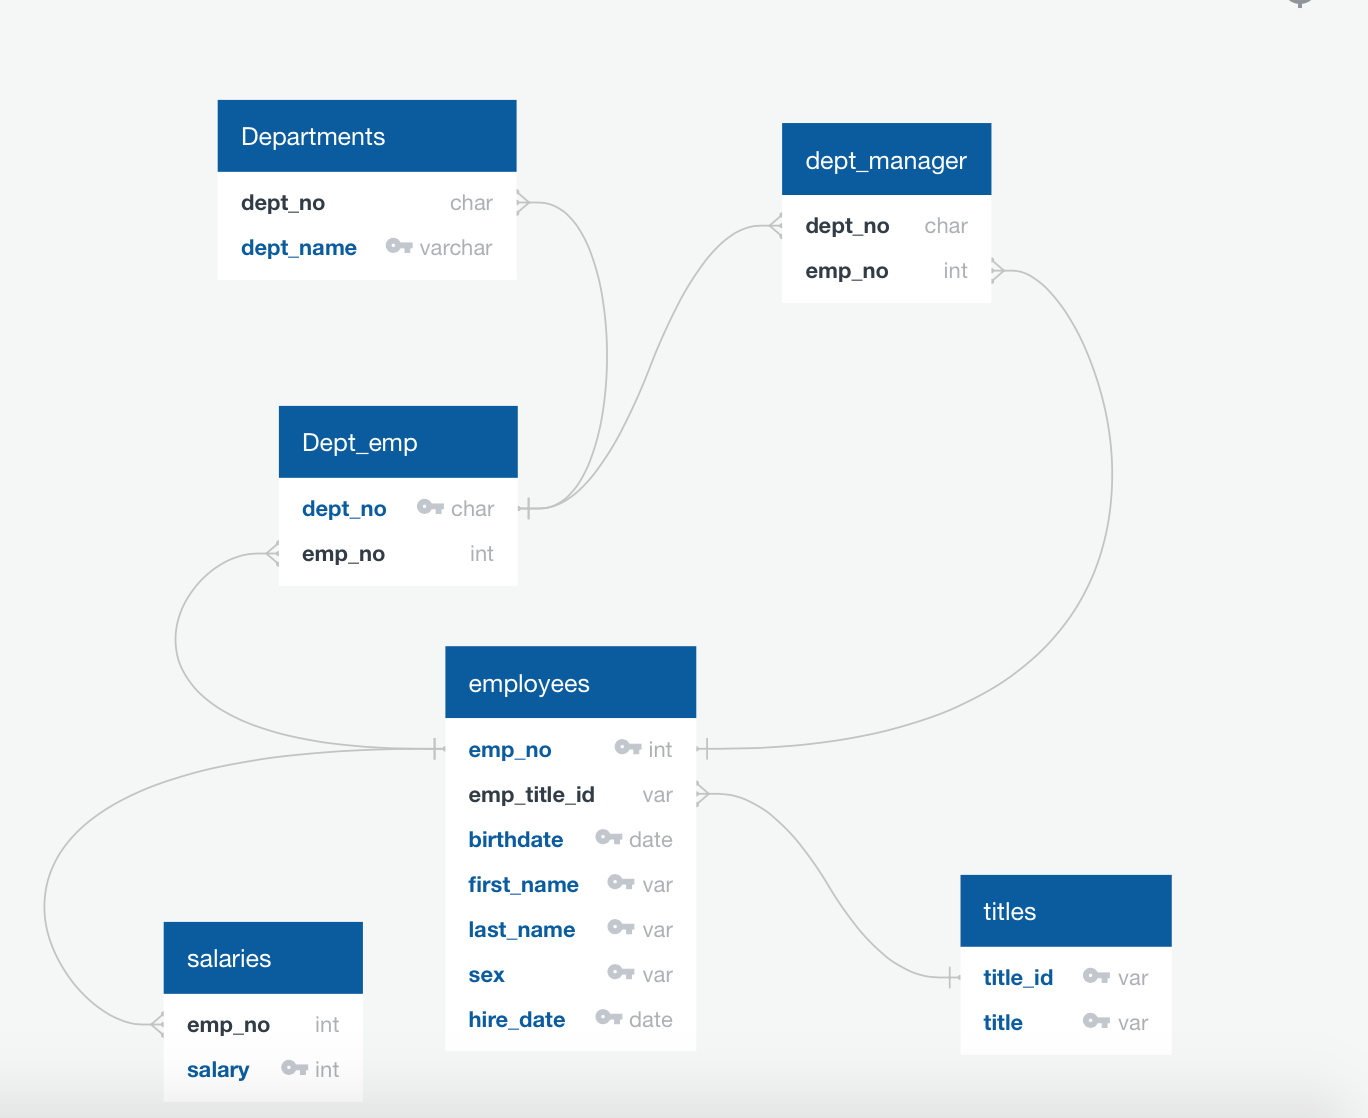 Departments
dept_no char
dept_name varchar
dept_manager
dept_no char
emp_no int
Dept_emp
dept_no char
emp_no int
employees
emp_no int
emp_title_id var
birthdate date
first_name var
last_name var
sex var
hire_date date
titles
title_id var
title var
salaries
emp_no int
salary int